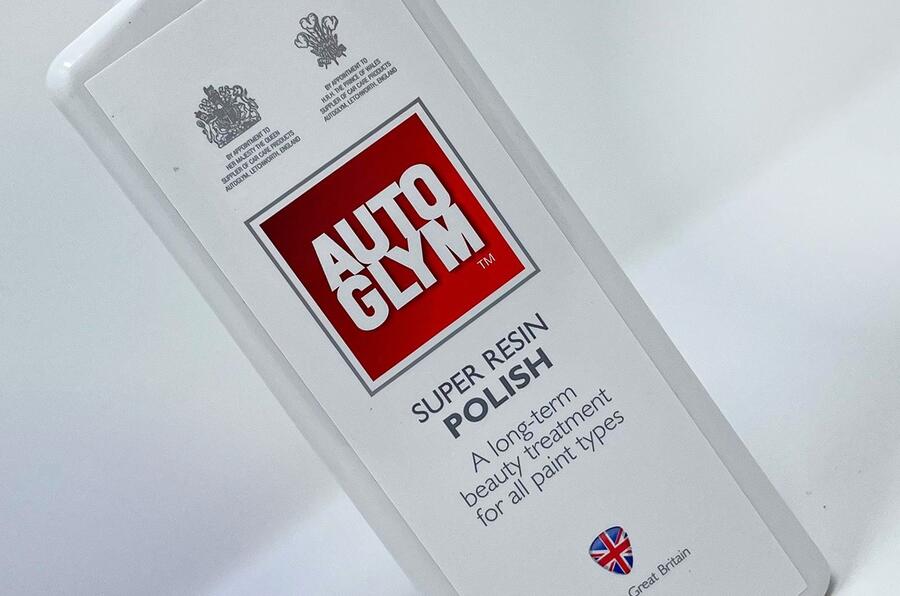 BY APPOINTMENT TO
H.R.H. THE PRINCE OF WALES
SUPPLIER OF CAR CARE PRODUCTS
AUTOGLYM, LETCHWORTH, ENGLAND
BY APPOINTMENT TO
HER MAJESTY THE QUEEN
SUPPLIER OF CAR CARE PRODUCTS
AUTOGLYM, LETCHWORTH, ENGLAND
AUTO
GLYM
TM
SUPER RESIN
POLISH
A long-term
beauty treatment
for all paint types
Great Britain